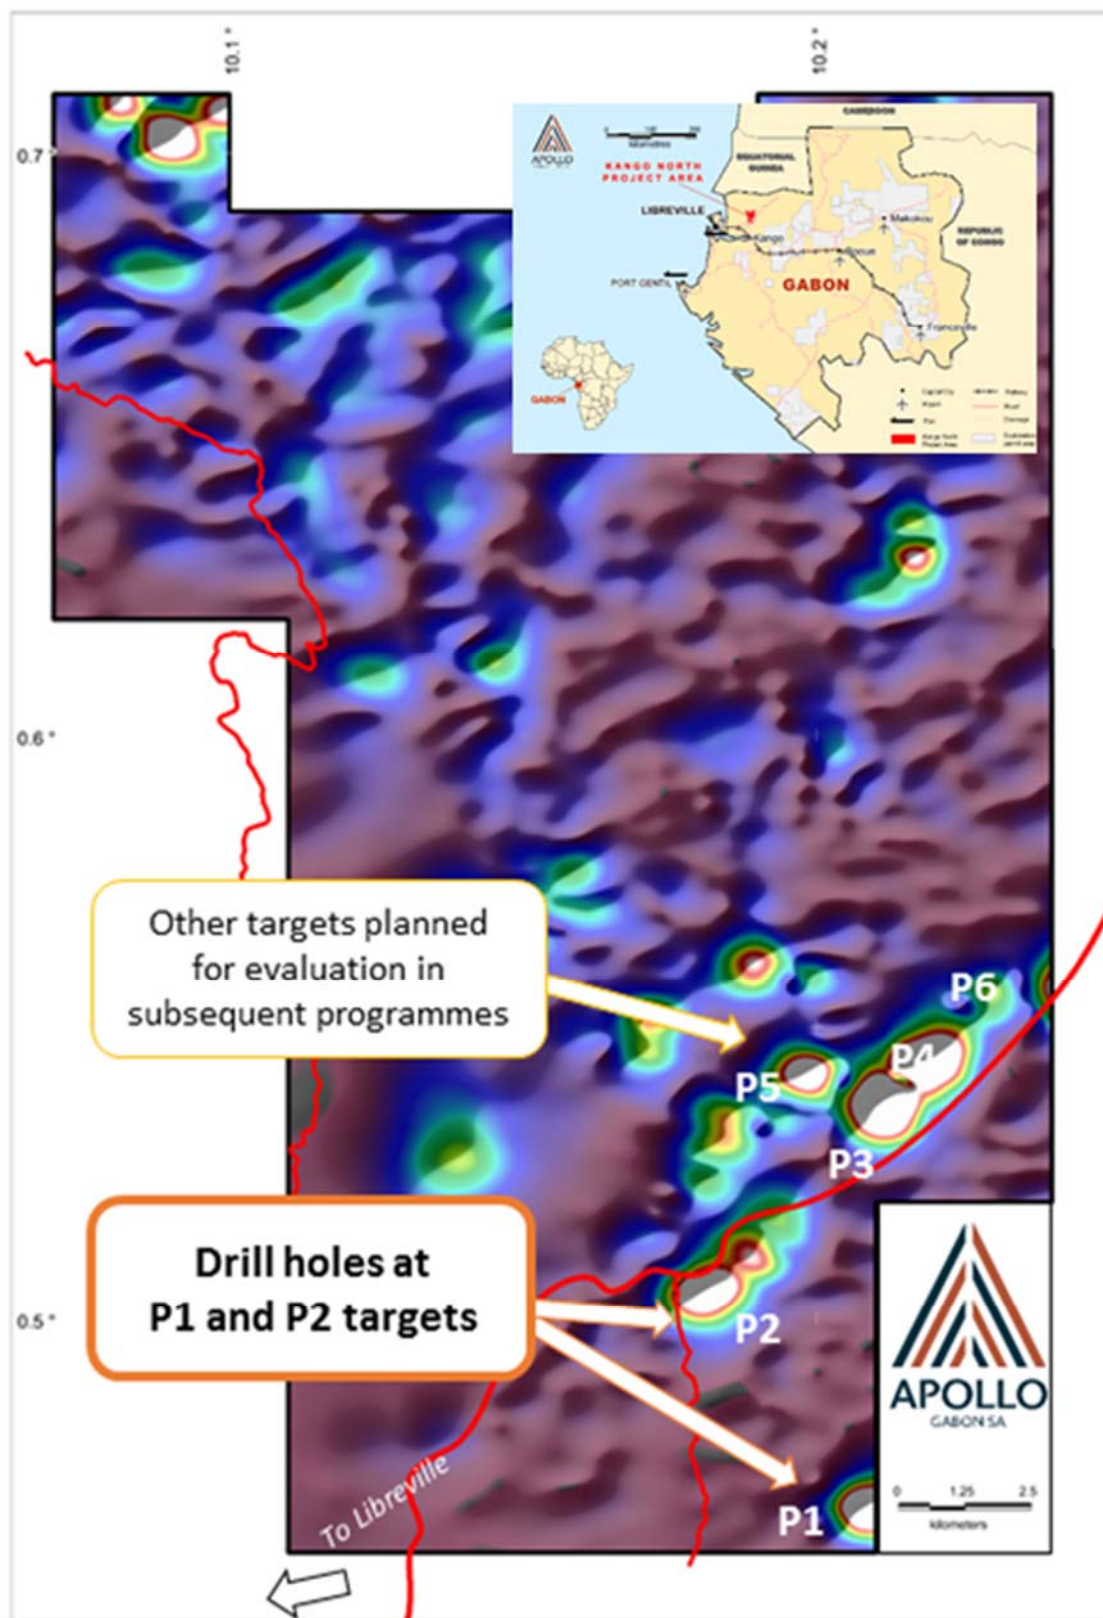 10.1 °
10.2 °
0.7 °
0.6 °
0.5 °
APOLLO
kilometres
KANGO NORTH
PROJECT AREA
CAMEROON
EQUATORIAL
GUINEA
LIBREVILLE
Kango
Booue
Makokou
REPUBLIC
OF CONGO
PORT GENTIL
GABON
Franceville
GABON
Other targets planned
for evaluation in
subsequent programmes
P6
P4
P5
P3
Drill holes at
P1 and P2 targets
P2
P1
To Libreville
APOLLO
GABON SA
0 1.25 2.5
kilometers